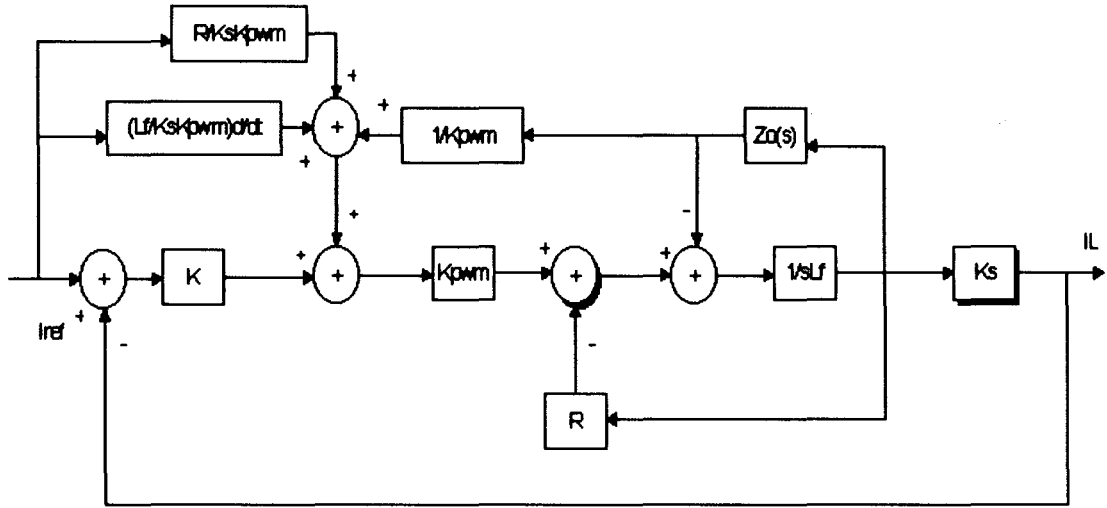 R/KsKpwm
+
(Lf/KsKpwm)d/dt
+
+
1/Kpwm
Zo(s)
+
+
-
IL
+
+
K
+
+
Kpwm
+
+
+
+
1/sLf
Ks
Iref
+
-
-
R